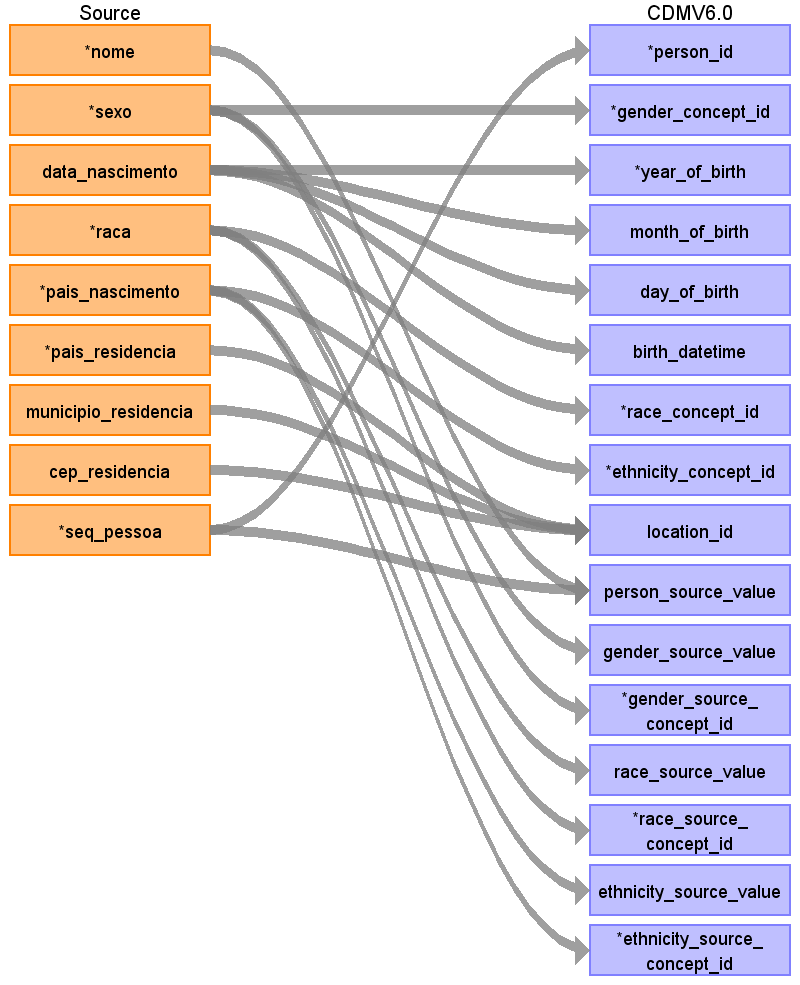 Source
*nome
*sexo
data_nascimento
*raca
*pais_nascimento
*pais_residencia
municipio_residencia
cep_residencia
*seq_pessoa
CDMV6.0
*person_id
*gender_concept_id
*year_of_birth
month_of_birth
day_of_birth
birth_datetime
*race_concept_id
*ethnicity_concept_id
location_id
person_source_value
gender_source_value
*gender_source_
concept_id
race_source_value
*race_source_
concept_id
ethnicity_source_value
*ethnicity_source_
concept_id